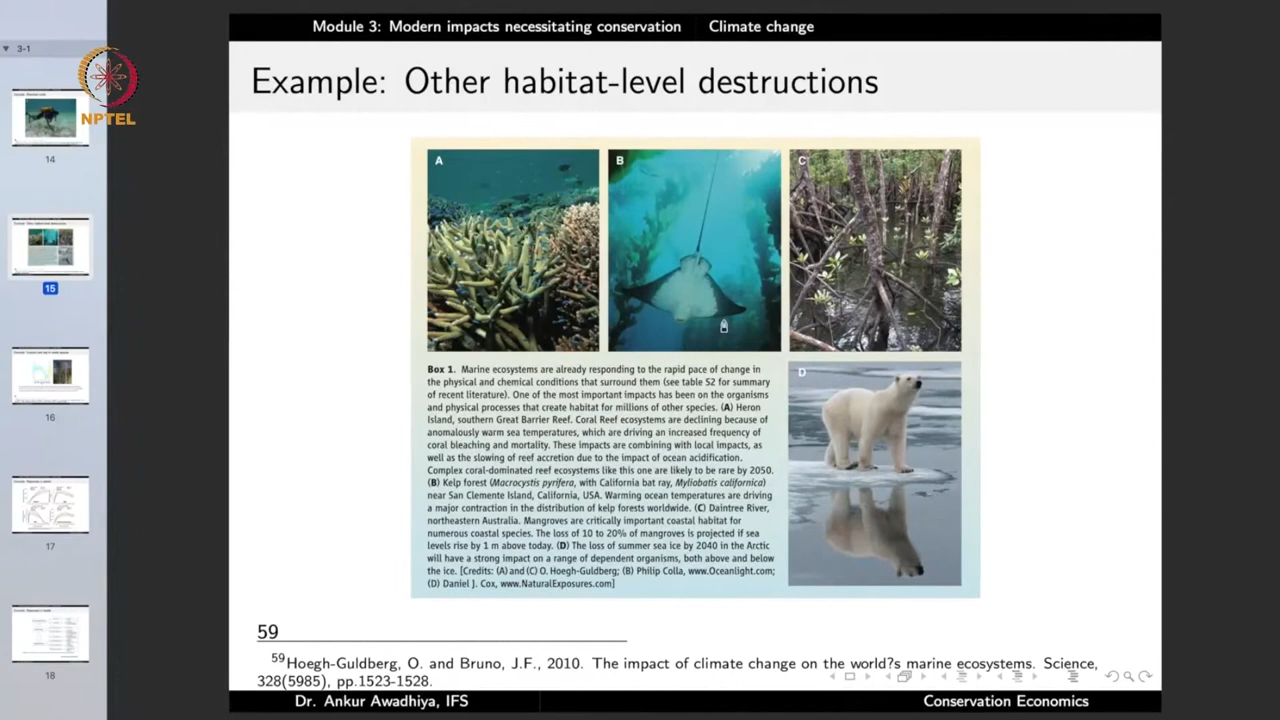 Module 3: Modern impacts necessitating conservation Climate change
3-1
NPTEL
Example: Other habitat-level destructions
14
15
16
17
18
A
B
C
D
Box 1. Marine ecosystems are already responding to the rapid pace of change in
the physical and chemical conditions that surround them (see table S2 for summary
of recent literature). One of the most important impacts has been on the organisms
and physical processes that create habitat for millions of other species. (A) Heron
Island, southern Great Barrier Reef. Coral Reef ecosystems are declining because of
anomalously warm sea temperatures, which are driving an increased frequency of
coral bleaching and mortality. These impacts are combining with local impacts, as
well as the slowing of reef accretion due to the impact of ocean acidification.
Complex coral-dominated reef ecosystems like this one are likely to be rare by 2050.
(B) Kelp forest (Macrocystis pyrifera, with California bat ray, Myliobatis californica)
near San Clemente Island, California, USA. Warming ocean temperatures are driving
a major contraction in the distribution of kelp forests worldwide. (C) Daintree River,
northeastern Australia. Mangroves are critically important coastal habitat for
numerous coastal species. The loss of 10 to 20% of mangroves is projected if sea
levels rise by 1 m above today. (D) The loss of summer sea ice by 2040 in the Arctic
will have a strong impact on a range of dependent organisms, both above and below
the ice. [Credits: (A) and (C) O. Hoegh-Guldberg; (B) Philip Colla, www.Oceanlight.com;
(D) Daniel J. Cox, www.NaturalExposures.com]
59
59Hoegh-Guldberg, O. and Bruno, J.F., 2010. The impact of climate change on the world?s marine ecosystems. Science,
328(5985), pp.1523-1528.
Dr. Ankur Awadhiya, IFS Conservation Economics